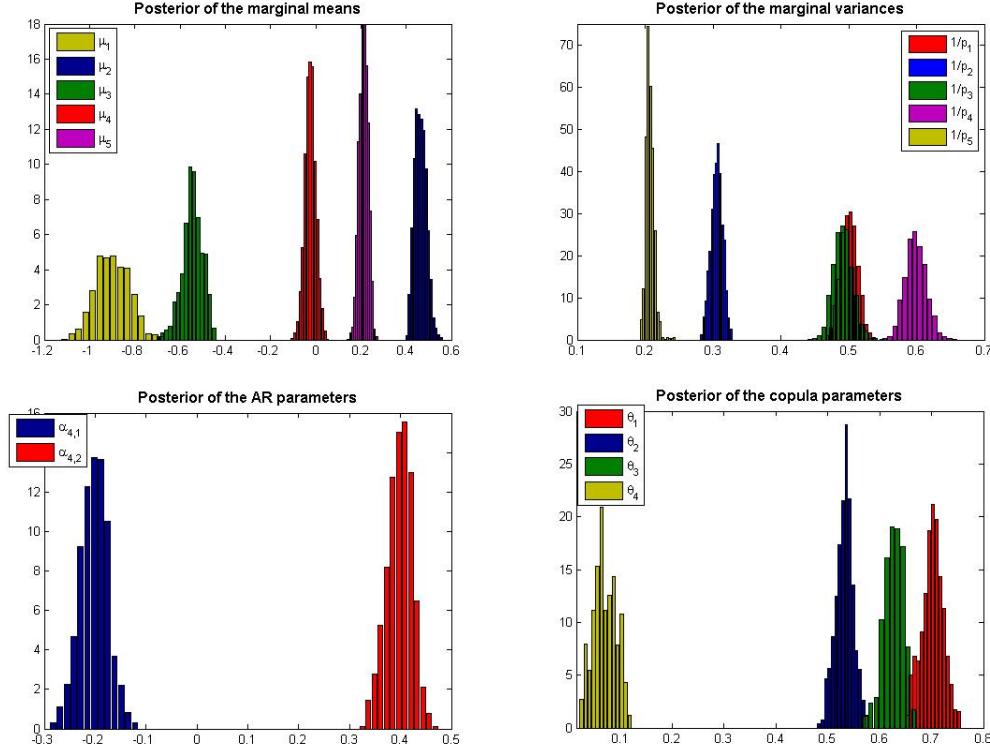 Posterior of the marginal means
18
16
14
12
10
8
6
4
2
0
-1.2 -1 -0.8 -0.6 -0.4 -0.2 0 0.2 0.4 0.6
μ1
μ2
μ3
μ4
μ5
Posterior of the marginal variances
70
60
50
40
30
20
10
0
0.1 0.2 0.3 0.4 0.5 0.6 0.7
1/p1
1/p2
1/p3
1/p4
1/p5
Posterior of the AR parameters
16
14
12
10
8
6
4
2
0
-0.3 -0.2 -0.1 0 0.1 0.2 0.3 0.4 0.5
α4,1
α4,2
Posterior of the copula parameters
30
25
20
15
10
5
0
0.1 0.2 0.3 0.4 0.5 0.6 0.7 0.8
θ1
θ2
θ3
θ4